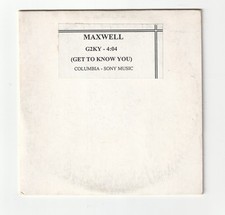 MAXWELL
G2KY - 4:04
(GET TO KNOW YOU)
COLUMBIA - SONY MUSIC